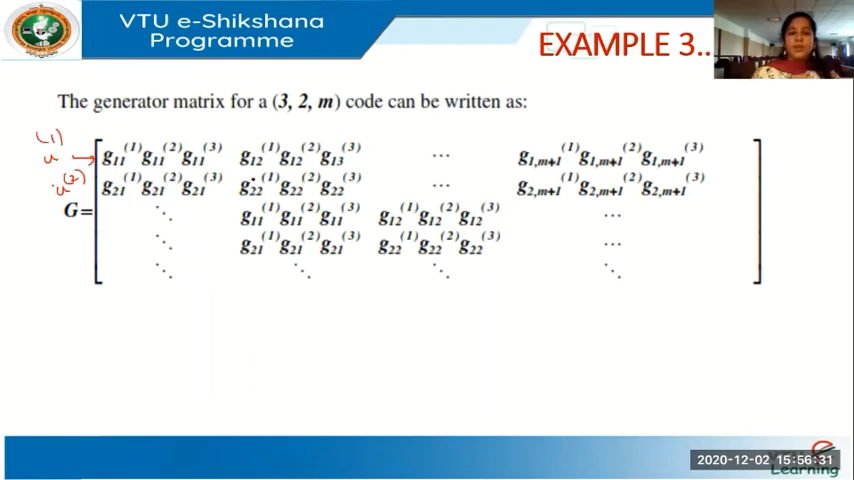 VTU e-Shikshana
Programme
EXAMPLE 3..
The generator matrix for a (3, 2, m) code can be written as:
u⁽¹⁾ → g₁₁⁽¹⁾ g₁₁⁽²⁾ g₁₁⁽³⁾ g₁₂⁽¹⁾ g₁₂⁽²⁾ g₁₃⁽³⁾ ... g₁,ₘ₊₁⁽¹⁾ g₁,ₘ₊₁⁽²⁾ g₁,ₘ₊₁⁽³⁾
u⁽²⁾ g₂₁⁽¹⁾ g₂₁⁽²⁾ g₂₁⁽³⁾ g₂₂⁽¹⁾ g₂₂⁽²⁾ g₂₂⁽³⁾ ... g₂,ₘ₊₁⁽¹⁾ g₂,ₘ₊₁⁽²⁾ g₂,ₘ₊₁⁽³⁾
G= ⋱ g₁₁⁽¹⁾ g₁₁⁽²⁾ g₁₁⁽³⁾ g₁₂⁽¹⁾ g₁₂⁽²⁾ g₁₂⁽³⁾ ...
⋱ g₂₁⁽¹⁾ g₂₁⁽²⁾ g₂₁⁽³⁾ g₂₂⁽¹⁾ g₂₂⁽²⁾ g₂₂⁽³⁾ ...
⋱ ⋱ ⋱ ⋱
2020-12-02 15:56:31
Learning